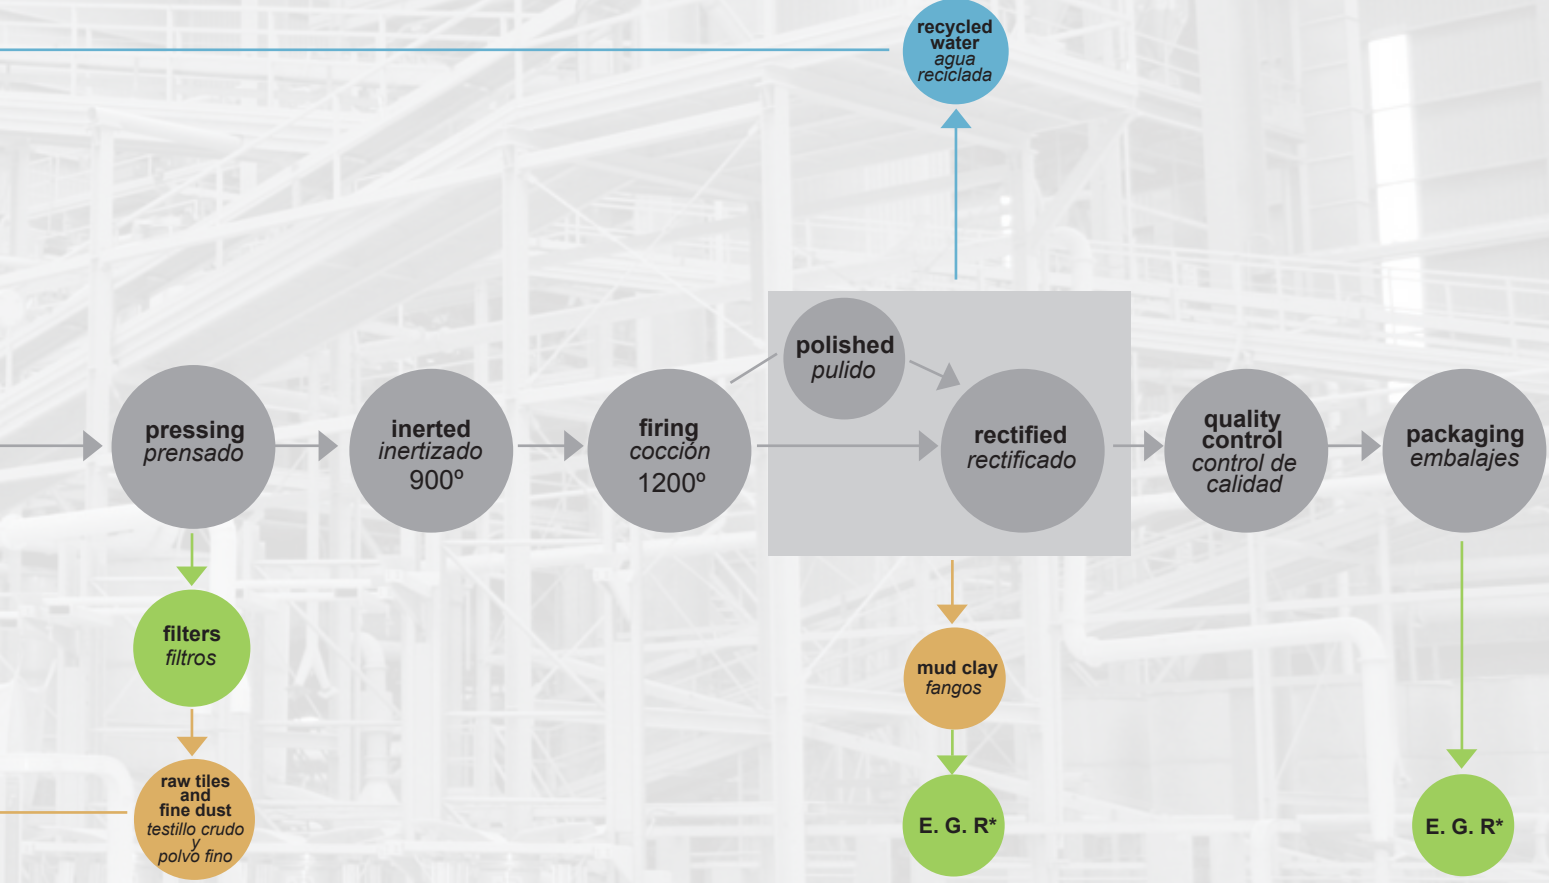 recycled
water
agua
reciclada
polished
pulido
pressing
prensado
inerted
inertizado
900º
firing
cocción
1200º
rectified
rectificado
quality
control
control de
calidad
packaging
embalajes
filters
filtros
mud clay
fangos
raw tiles
and
fine dust
testillo crudo
y
polvo fino
E. G. R*
E. G. R*